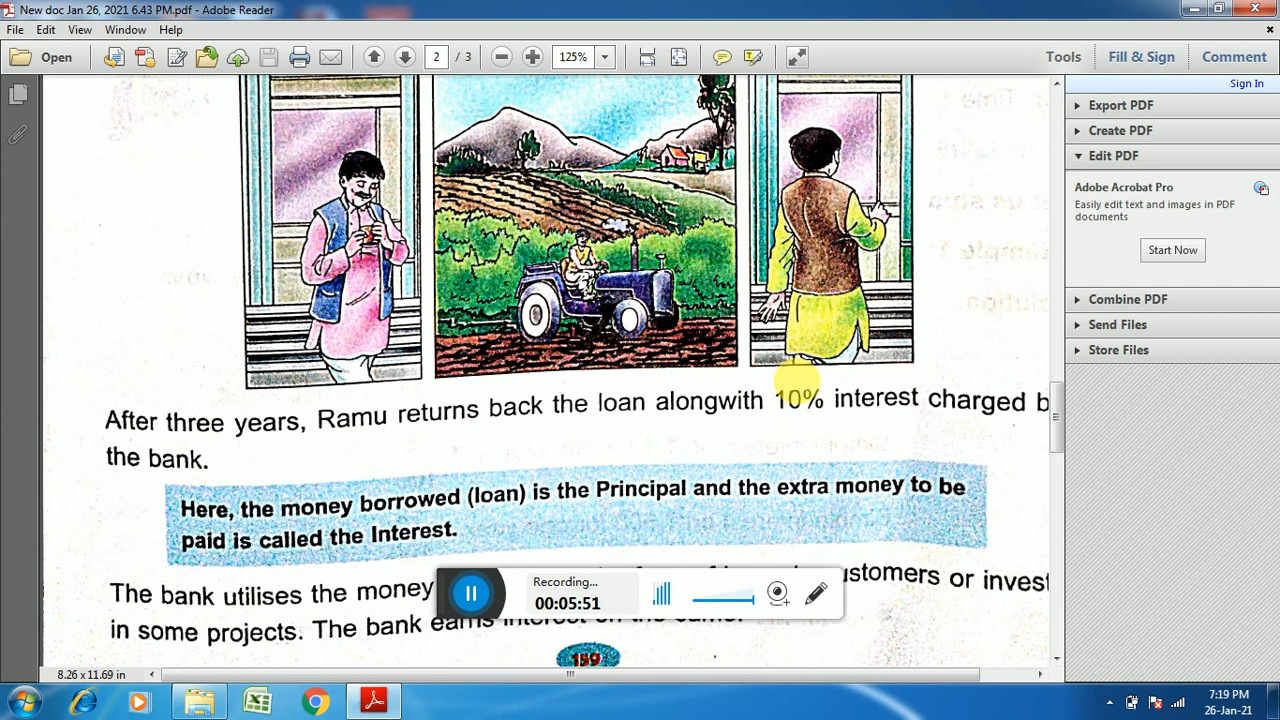 New doc Jan 26, 2021 6.43 PM.pdf - Adobe Reader
File Edit View Window Help
Open 2 / 3 125% Tools Fill & Sign Comment
Sign In
Export PDF
Create PDF
Edit PDF
Adobe Acrobat Pro
Easily edit text and images in PDF
documents
Start Now
Combine PDF
Send Files
Store Files
After three years, Ramu returns back the loan alongwith 10% interest charged b
the bank.
Here, the money borrowed (loan) is the Principal and the extra money to be
paid is called the Interest.
The bank utilises the money ustomers or invest
in some projects. The bank earns interest on the
159
Recording...
00:05:51
8.26 x 11.69 in
7:19 PM
26-Jan-21